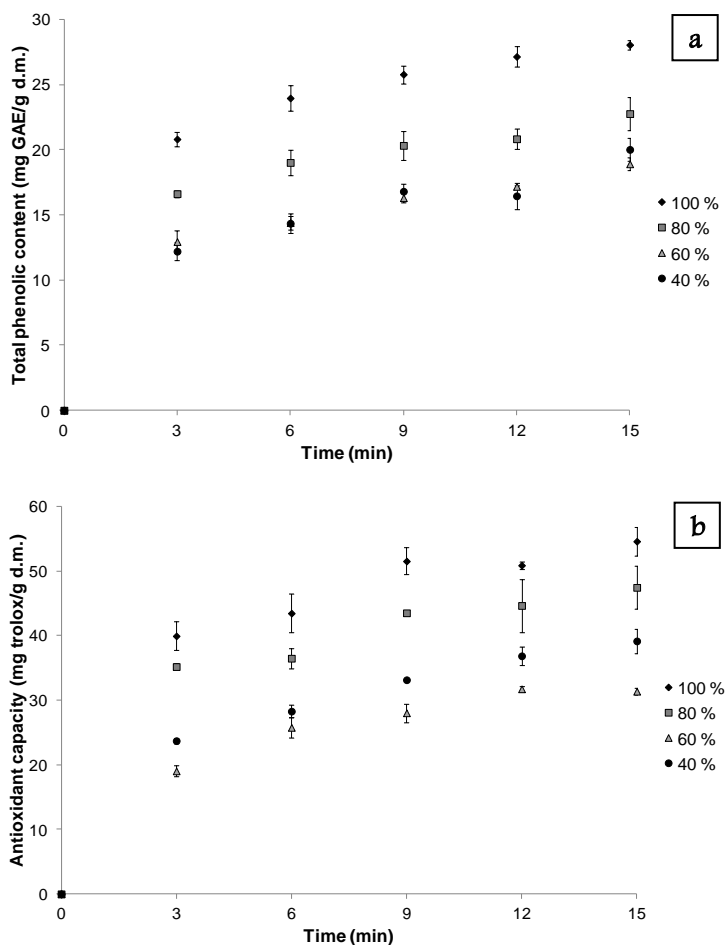 a
Total phenolic content (mg GAE/g d.m.)
30
25
20
15
10
5
0
0 3 6 9 12 15
Time (min)
100 %
80 %
60 %
40 %
b
Antioxidant capacity (mg trolox/g d.m.)
60
50
40
30
20
10
0
0 3 6 9 12 15
Time (min)
100 %
80 %
60 %
40 %